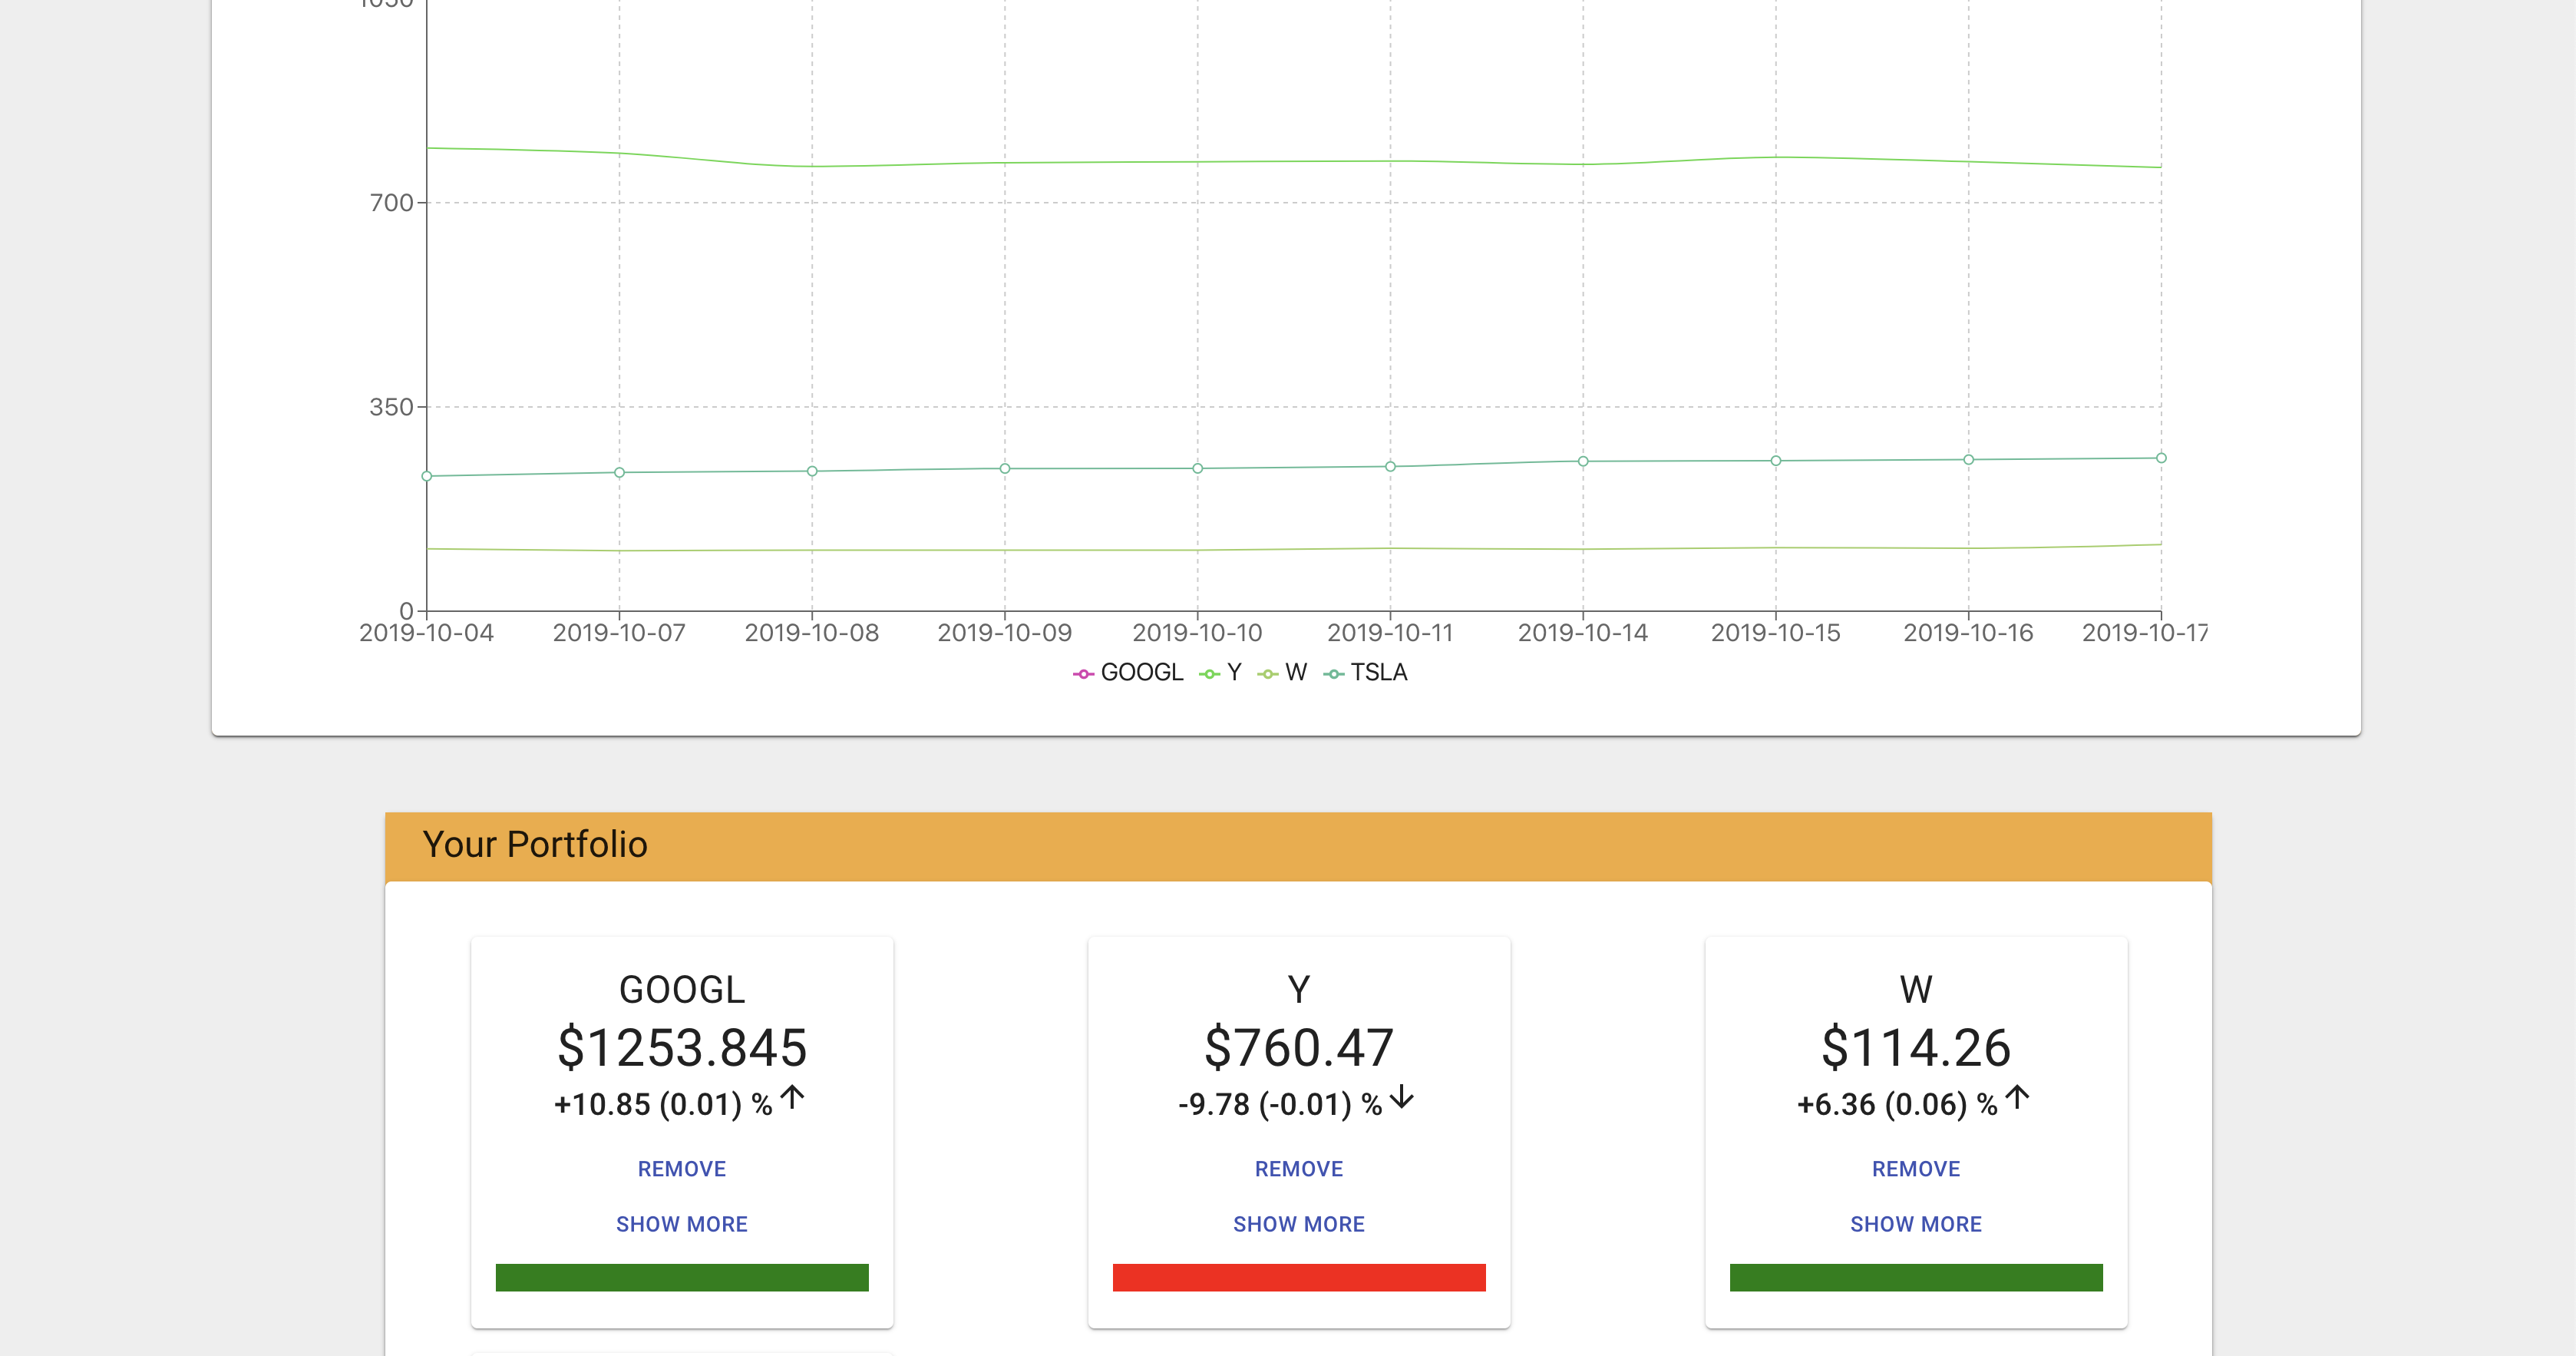 1050
700
350
0
2019-10-04 2019-10-07 2019-10-08 2019-10-09 2019-10-10 2019-10-11 2019-10-14 2019-10-15 2019-10-16 2019-10-17
GOOGL Y W TSLA
Your Portfolio
GOOGL
$1253.845
+10.85 (0.01) %
REMOVE
SHOW MORE
Y
$760.47
-9.78 (-0.01) %
REMOVE
SHOW MORE
W
$114.26
+6.36 (0.06) %
REMOVE
SHOW MORE